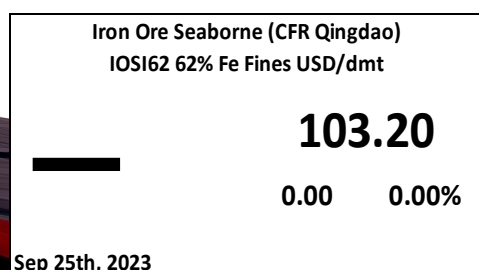 Iron Ore Seaborne (CFR Qingdao)
IOSI62 62% Fe Fines USD/dmt
103.20
0.00 0.00%
Sep 25th, 2023